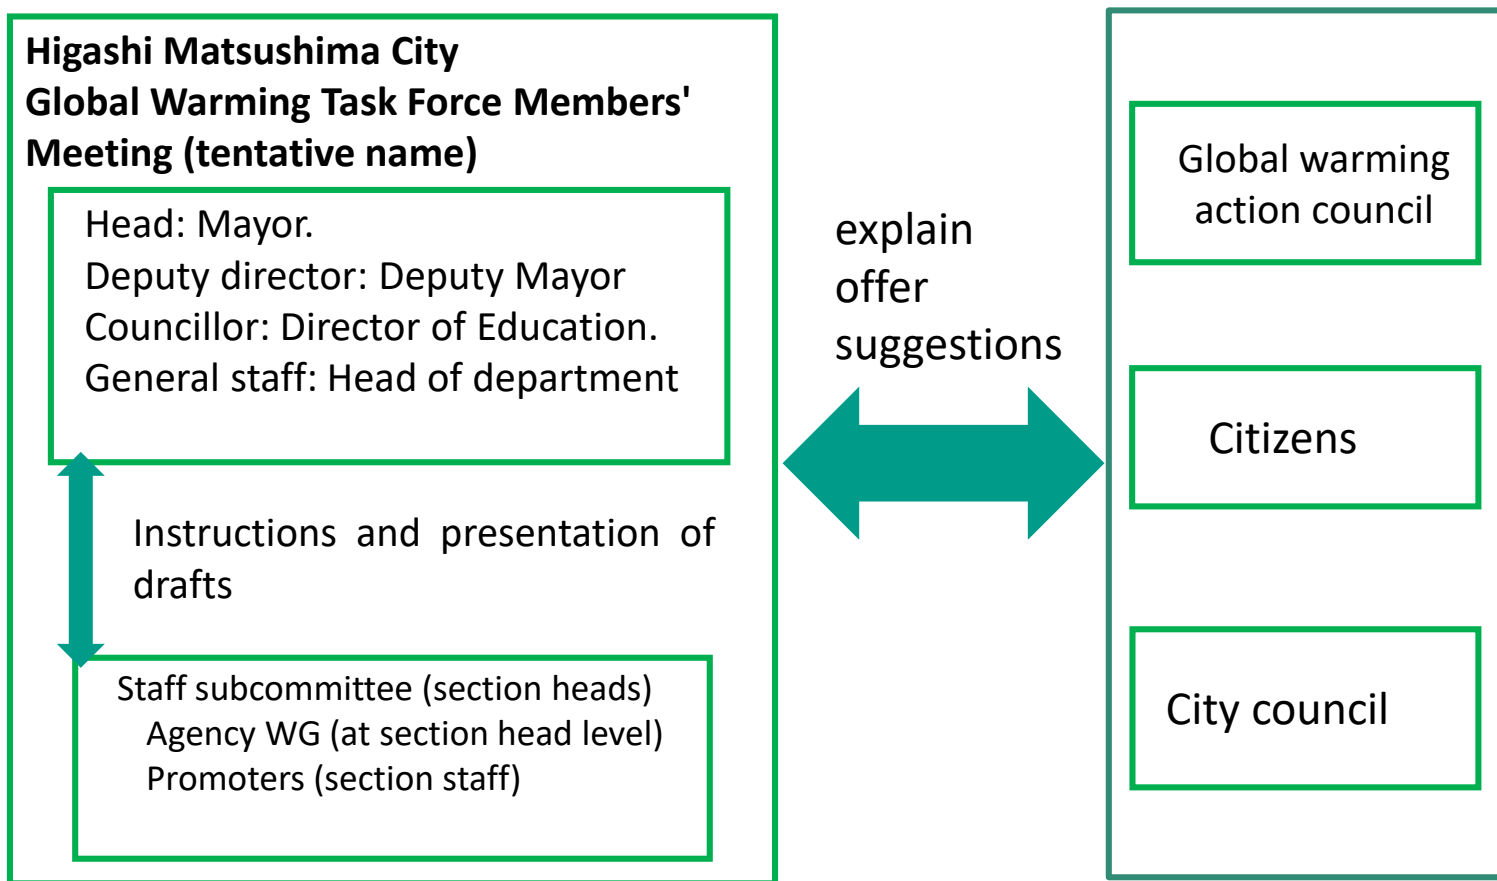 Higashi Matsushima City
Global Warming Task Force Members'
Meeting (tentative name)
Head: Mayor.
Deputy director: Deputy Mayor
Councillor: Director of Education.
General staff: Head of department
Instructions and presentation of
drafts
Staff subcommittee (section heads)
Agency WG (at section head level)
Promoters (section staff)
explain
offer
suggestions
Global warming
action council
Citizens
City council